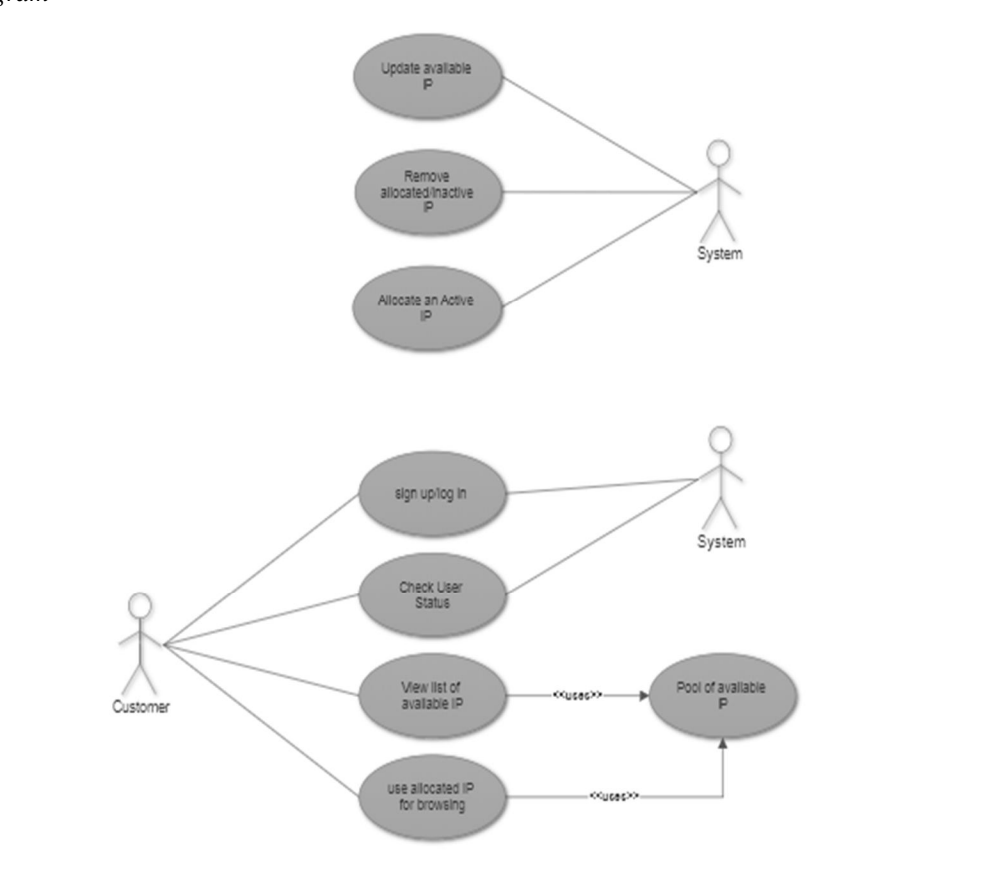 Update available
IP
Remove
allocated/inactive
IP
System
Allocate an Active
IP
sign up/log in
System
Check User
Status
Customer
View list of
available IP
<<uses>>
Pool of available
IP
use allocated IP
for browsing
<<uses>>